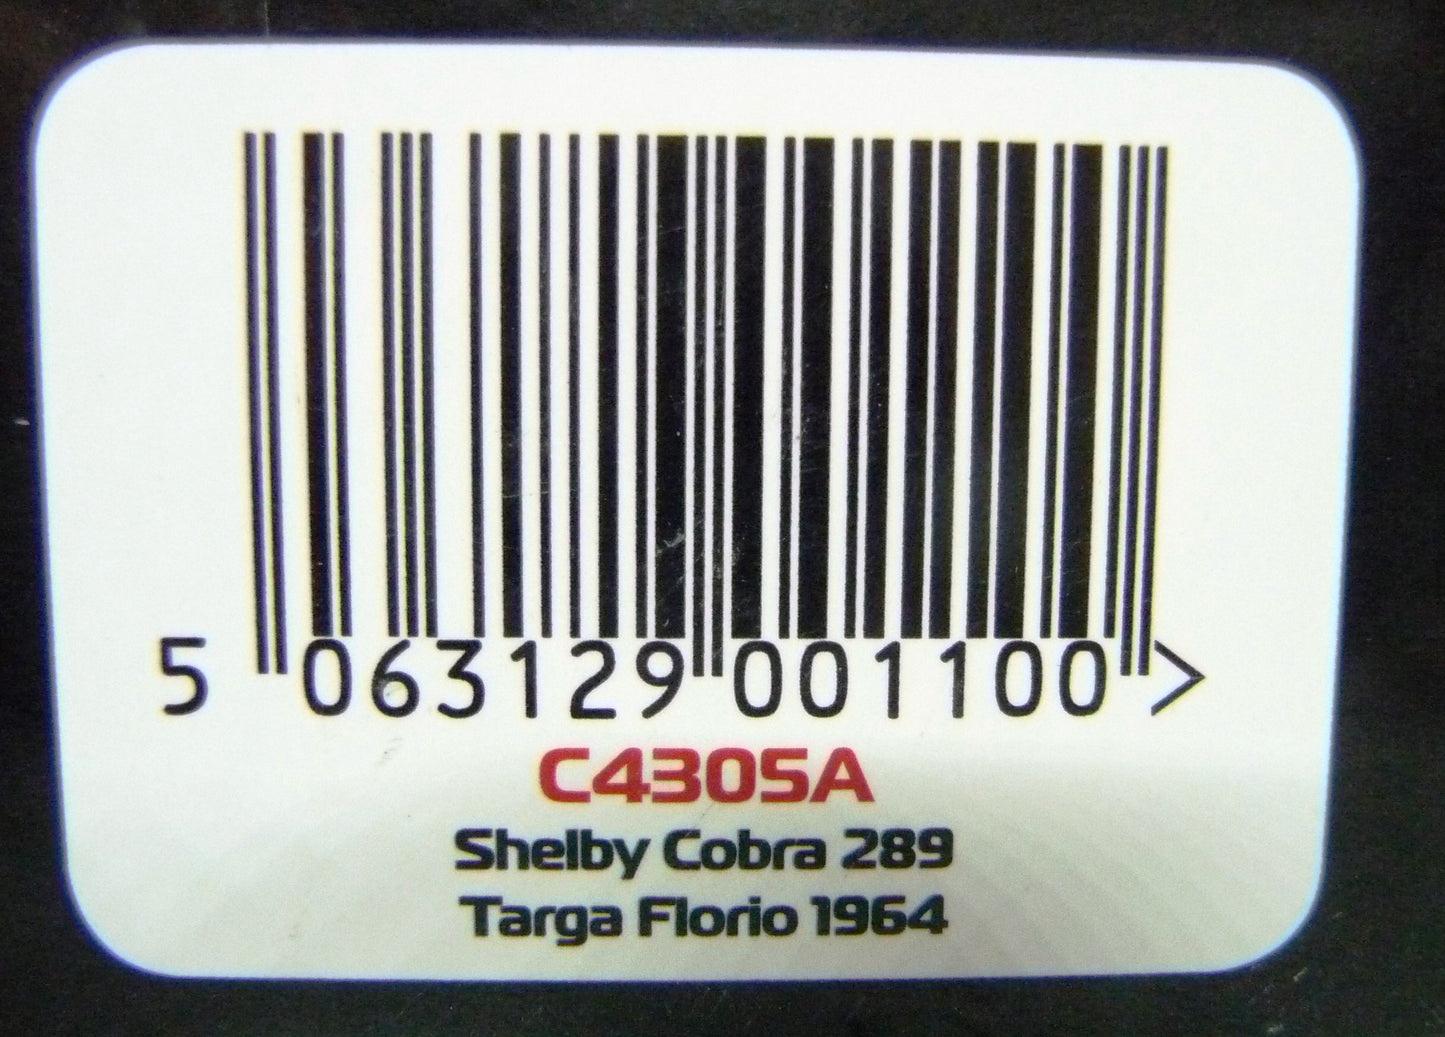 5 063129 001100 >
C4305A
Shelby Cobra 289
Targa Florio 1964